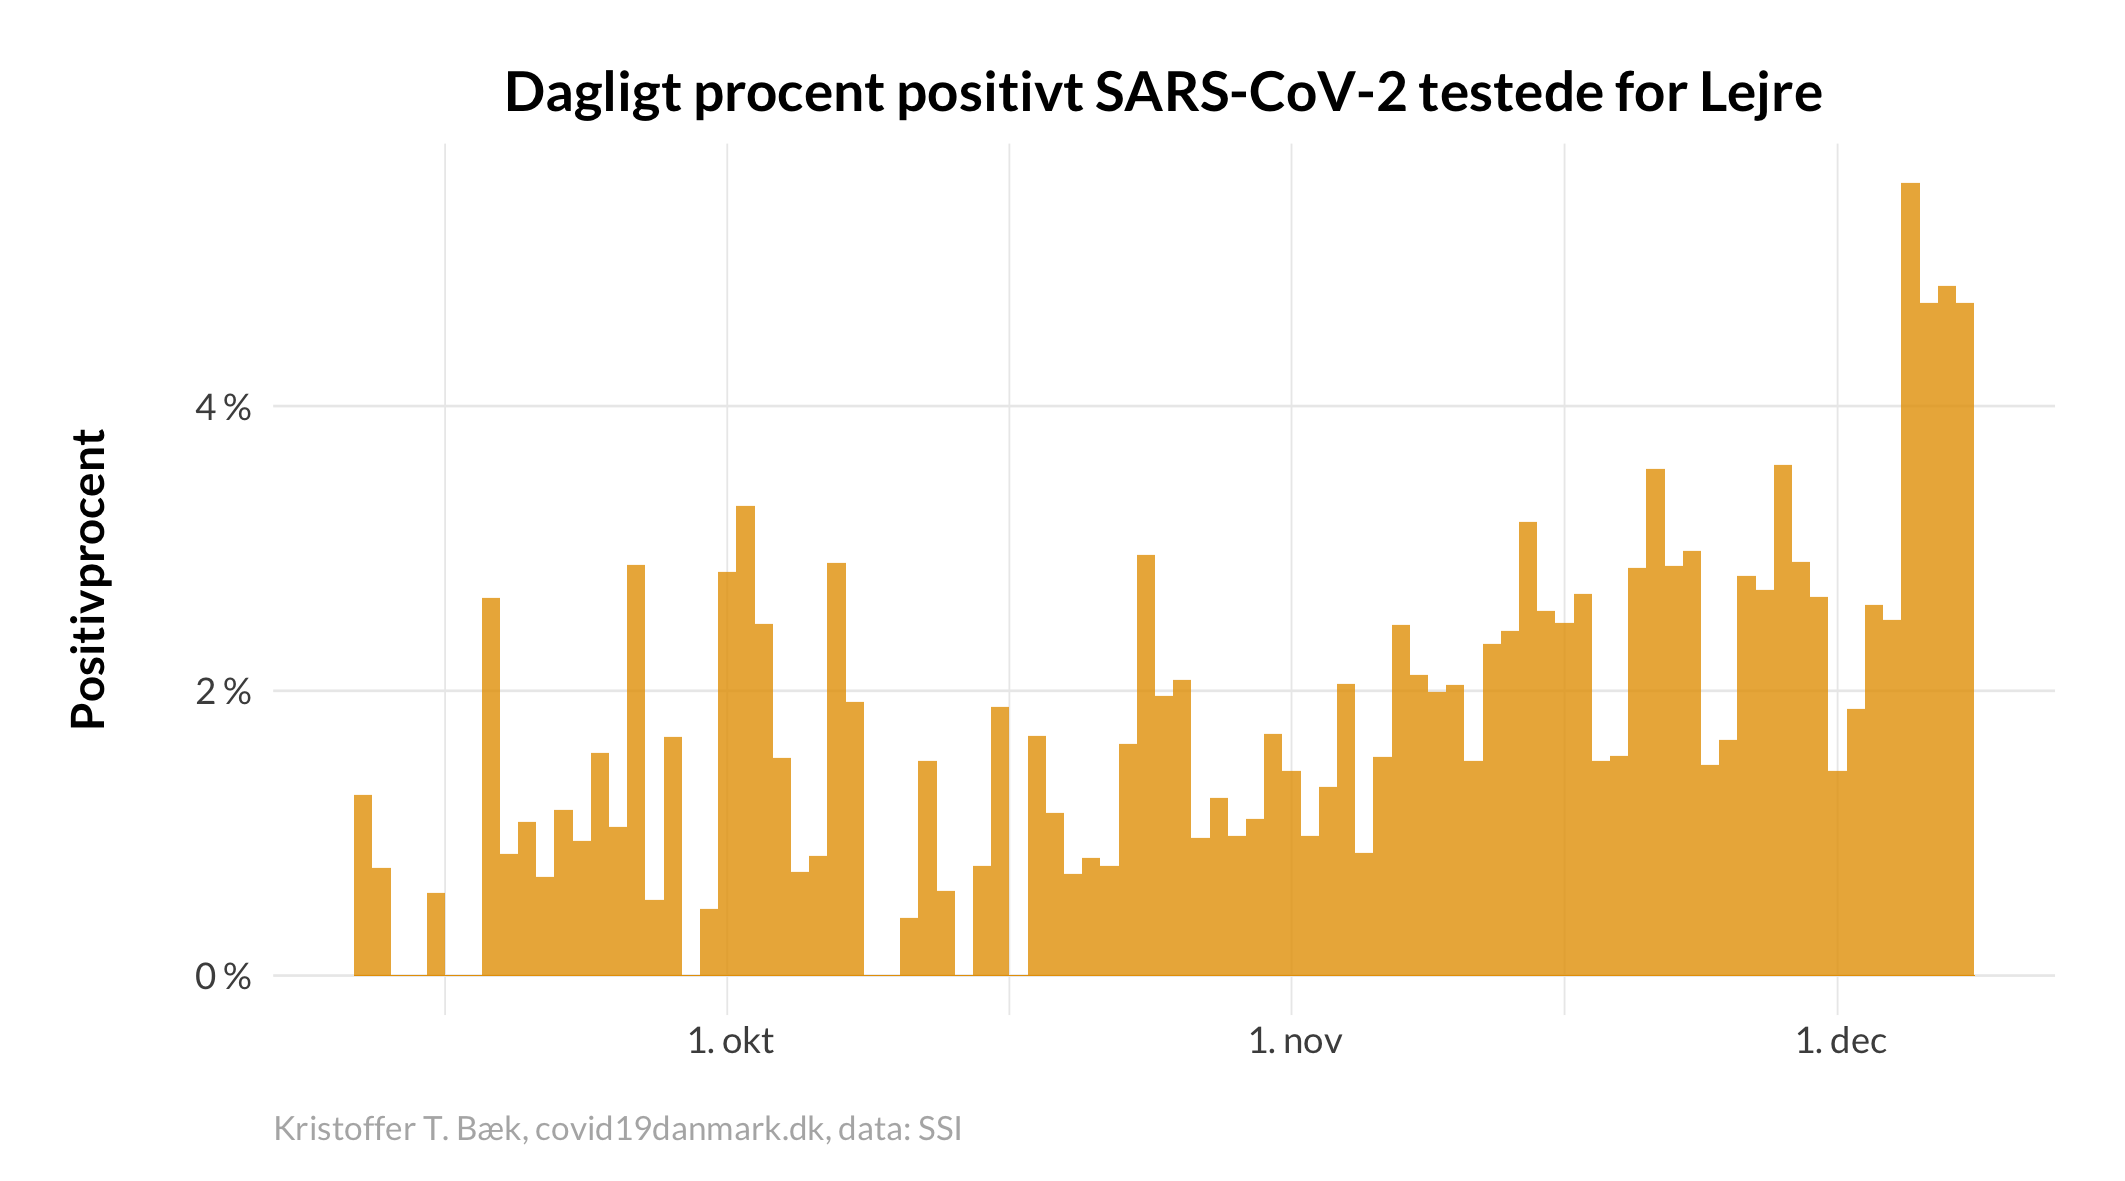 Dagligt procent positivt SARS-CoV-2 testede for Lejre
Positivprocent
4 %
2 %
0 %
1. okt
1. nov
1. dec
Kristoffer T. Bæk, covid19danmark.dk, data: SSI